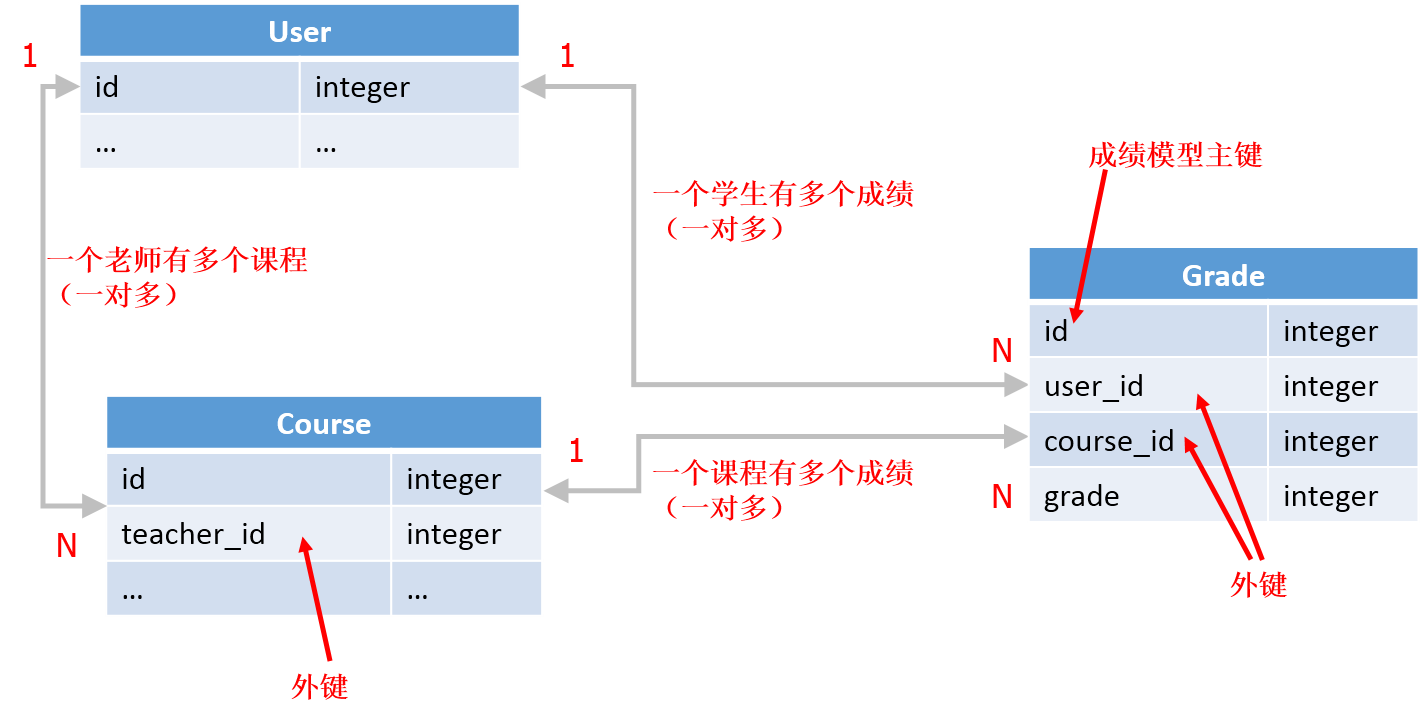 User
1
1
id integer
... ...
成绩模型主键
一个学生有多个成绩
（一对多）
一个老师有多个课程
（一对多）
Grade
id integer
N
user_id integer
course_id integer
grade integer
N
Course
1
id integer
teacher_id integer
... ...
N
一个课程有多个成绩
（一对多）
外键
外键